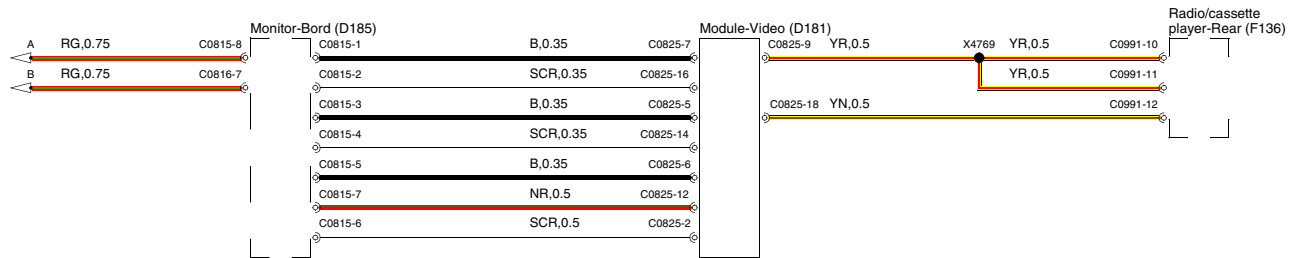 Radio/cassette
Monitor-Bord (D185) Module-Video (D181) player-Rear (F136)
A RG,0.75 C0815-8 C0815-1 B,0.35 C0825-7 C0825-9 YR,0.5 X4769 YR,0.5 C0991-10
B RG,0.75 C0816-7 C0815-2 SCR,0.35 C0825-16 YR,0.5 C0991-11
C0815-3 B,0.35 C0825-5 C0825-18 YN,0.5 C0991-12
C0815-4 SCR,0.35 C0825-14
C0815-5 B,0.35 C0825-6
C0815-7 NR,0.5 C0825-12
C0815-6 SCR,0.5 C0825-2